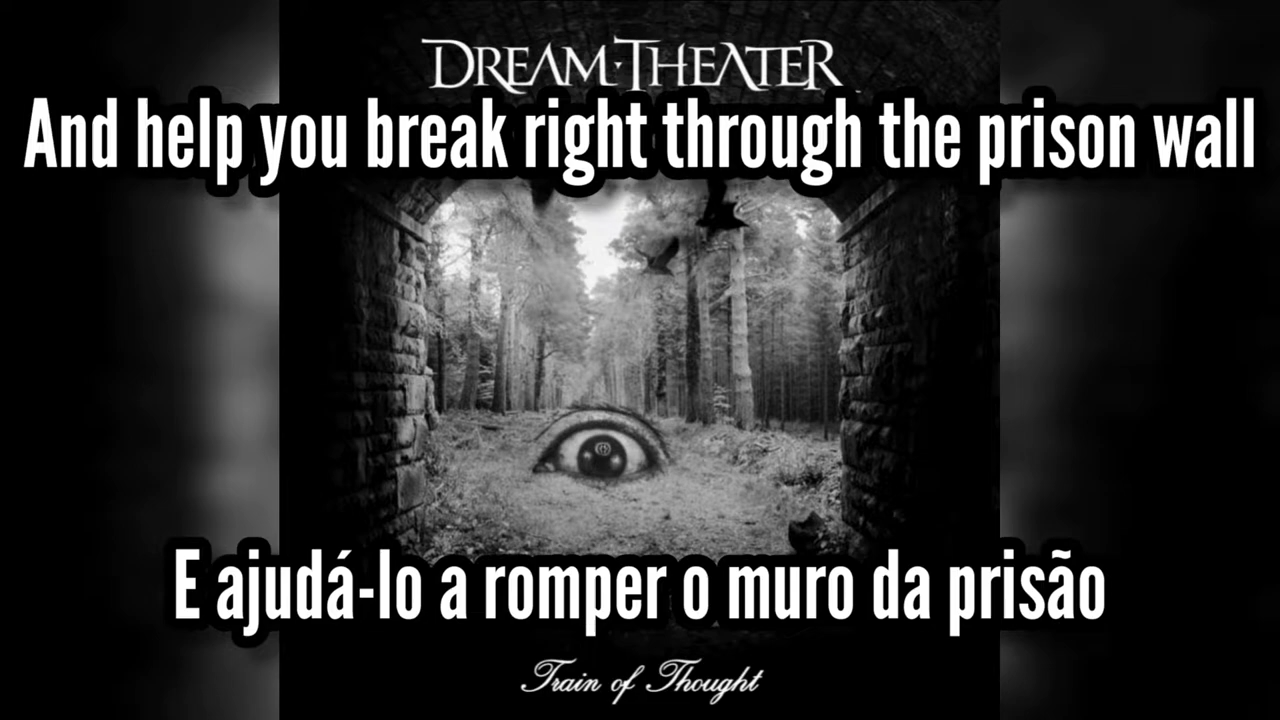 DREAM THEATER
And help you break right through the prison wall
E ajudá-lo a romper o muro da prisão
Train of Thought